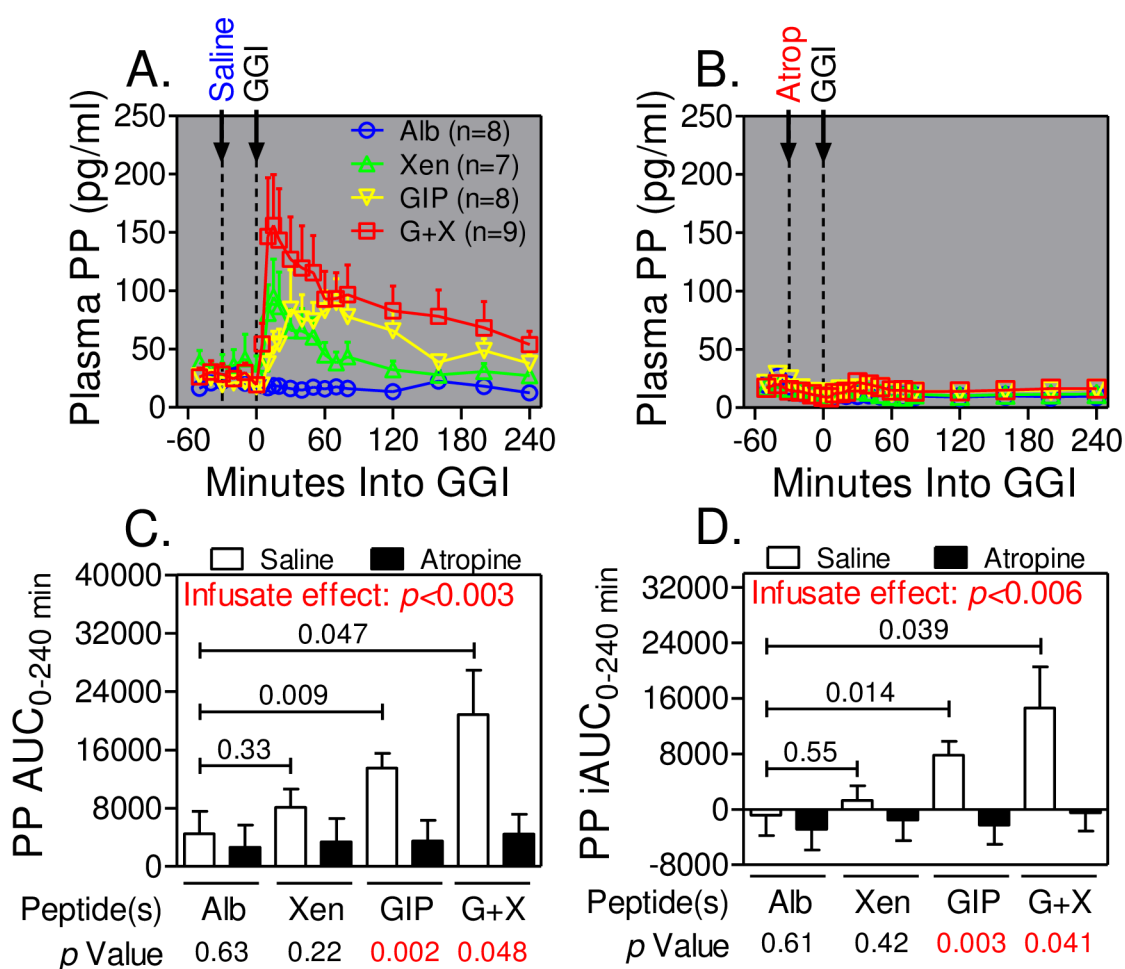 A.
Saline
GGI
Plasma PP (pg/ml)
250
200
150
100
50
0
Alb (n=8)
Xen (n=7)
GIP (n=8)
G+X (n=9)
-60 0 60 120 180 240
Minutes Into GGI
B.
Atrop
GGI
Plasma PP (pg/ml)
250
200
150
100
50
0
-60 0 60 120 180 240
Minutes Into GGI
C.
Saline Atropine
PP AUC0-240 min
40000
32000
24000
16000
8000
0
Infusate effect: p<0.003
0.047
0.009
0.33
Peptide(s) Alb Xen GIP G+X
p Value 0.63 0.22 0.002 0.048
D.
Saline Atropine
PP iAUC0-240 min
32000
24000
16000
8000
0
-8000
Infusate effect: p<0.006
0.039
0.014
0.55
Peptide(s) Alb Xen GIP G+X
p Value 0.61 0.42 0.003 0.041